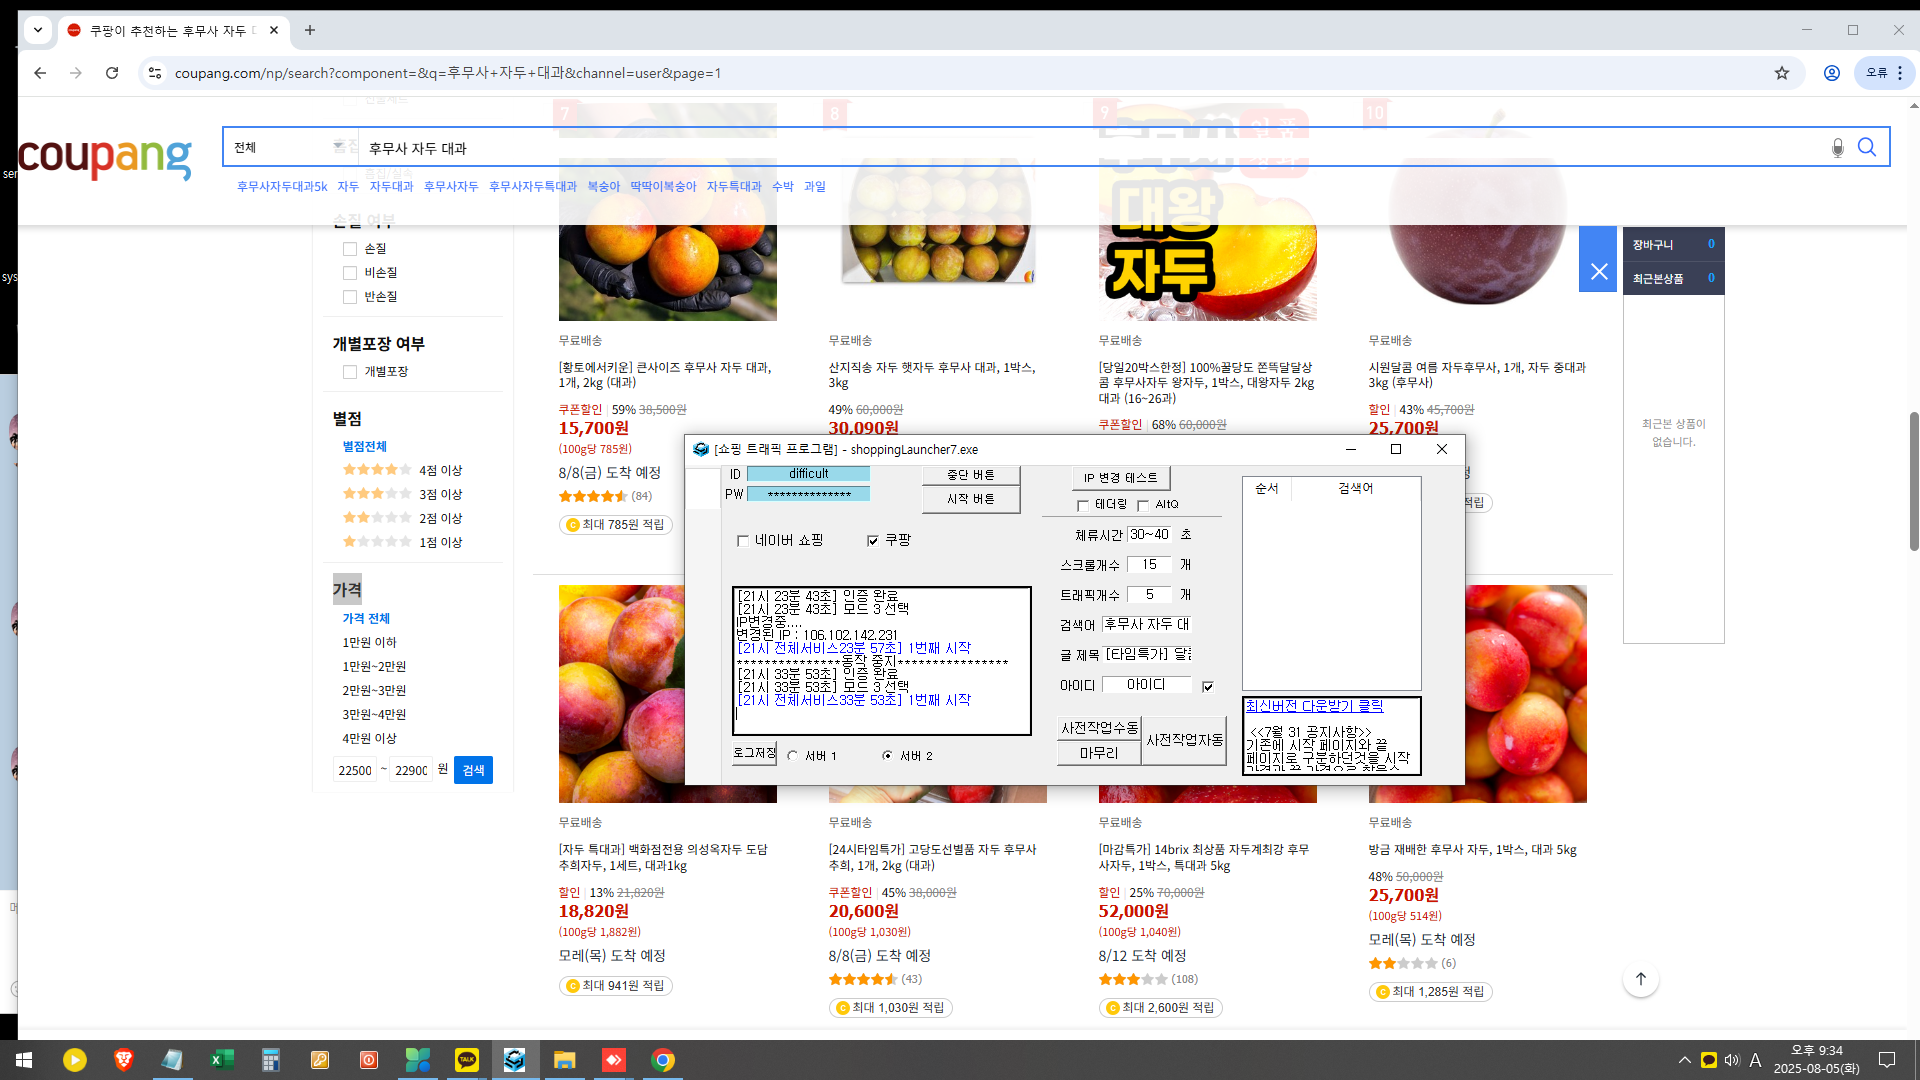 쿠팡이 추천하는 후무사 자두
coupang.com/np/search?component=&q=후무사+자두+대과&channel=user&page=1
오류
coupang
전체
후무사 자두 대과
후무사자두대과5k 자두 자두대과 후무사자두 후무사자두특대과 복숭아 딱딱이복숭아 자두특대과 수박 과일
7
8
9
10
손질 여부
손질
비손질
반손질
개별포장 여부
개별포장
별점
별점전체
4점 이상
3점 이상
2점 이상
1점 이상
가격
가격 전체
1만원 이하
1만원~2만원
2만원~3만원
3만원~4만원
4만원 이상
22500 ~ 22900 원 검색
무료배송
[황토에서키운] 큰사이즈 후무사 자두 대과, 1개, 2kg (대과)
쿠폰할인 59% 38,500원
15,700원
(100g당 785원)
8/8(금) 도착 예정
(84)
최대 785원 적립
무료배송
산지직송 자두 햇자두 후무사 대과, 1박스, 3kg
49% 60,000원
30,090원
대왕
자두
무료배송
[당일20박스한정] 100%꿀당도 쫀뜩달달상콤 후무사자두 왕자두, 1박스, 대왕자두 2kg 대과 (16~26과)
쿠폰할인 68% 60,000원
무료배송
시원달콤 여름 자두후무사, 1개, 자두 중대과 3kg (후무사)
할인 43% 45,700원
25,700원
적립
장바구니 0
최근본상품 0
최근본 상품이
없습니다.
[쇼핑 트래픽 프로그램] - shoppingLauncher7.exe
ID difficult
PW **************
중단 버튼
시작 버튼
네이버 쇼핑
쿠팡
[21시 23분 43초] 인증 완료
[21시 23분 43초] 모드 3 선택
IP변경중....
변경된 IP : 106.102.142.231
[21시 전체서비스23분 57초] 1번째 시작
***************동작 중지****************
[21시 33분 53초] 인증 완료
[21시 33분 53초] 모드 3 선택
[21시 전체서비스33분 53초] 1번째 시작
로그저장
서버 1
서버 2
IP 변경 테스트
테더링
AltQ
체류시간 30~40 초
스크롤개수 15 개
트래픽개수 5 개
검색어 후무사 자두 대
글 제목 [타임특가] 달
아이디 아이디
사전작업수동
마무리
사전작업자동
순서 검색어
최신버전 다운받기 클릭
<<7월 31 공지사항>>
기존에 시작 페이지와 끝
페이지로 구분하던것을 시작
무료배송
[자두 특대과] 백화점전용 의성옥자두 도담 추희자두, 1세트, 대과1kg
할인 13% 21,820원
18,820원
(100g당 1,882원)
모레(목) 도착 예정
최대 941원 적립
무료배송
[24시타임특가] 고당도선별품 자두 후무사 추희, 1개, 2kg (대과)
쿠폰할인 45% 38,000원
20,600원
(100g당 1,030원)
8/8(금) 도착 예정
(43)
최대 1,030원 적립
무료배송
[마감특가] 14brix 최상품 자두계최강 후무사자두, 1박스, 특대과 5kg
할인 25% 70,000원
52,000원
(100g당 1,040원)
8/12 도착 예정
(108)
최대 2,600원 적립
무료배송
방금 재배한 후무사 자두, 1박스, 대과 5kg
48% 50,000원
25,700원
(100g당 514원)
모레(목) 도착 예정
(6)
최대 1,285원 적립
TALK
A
오후 9:34
2025-08-05(화)